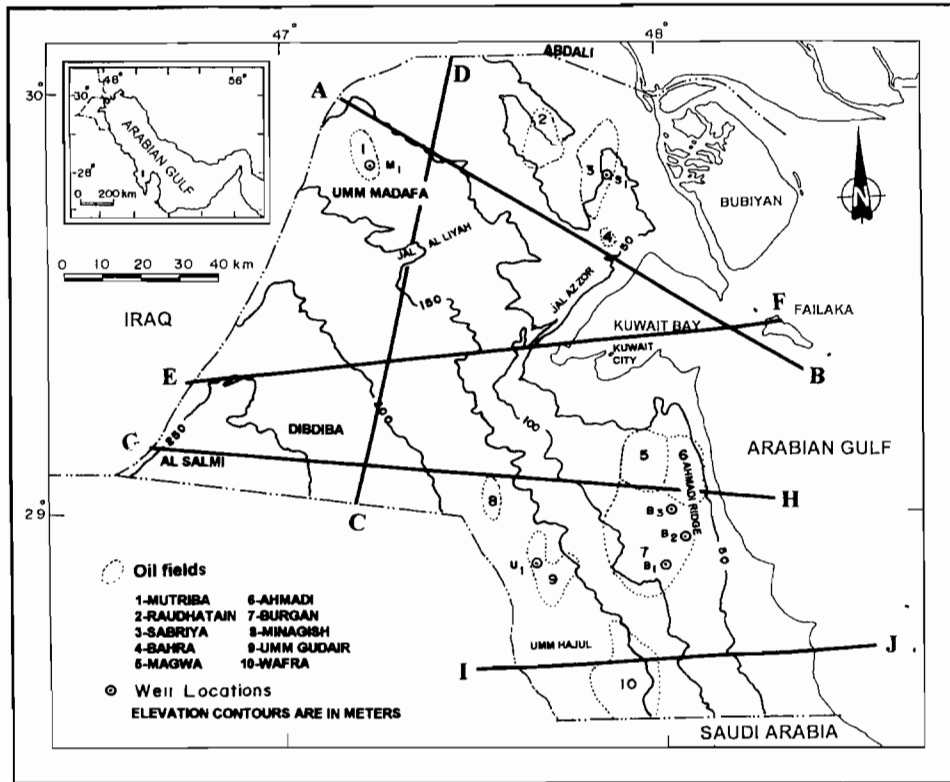 47°
48°
ABDALI
D
48°
56°
30°
A
30°
2
ARABIAN GULF
1
M1
3
S1
28°
UMM MADAFA
BUBIYAN
N
0 200 km
JAL AL LIYAH
50
0 10 20 30 40 km
JAL AZ ZOR
150
F
FAILAKA
IRAQ
KUWAIT BAY
KUWAIT
CITY
E
B
100
DIBDIBA
250
G
ARABIAN GULF
5
6
AL SALMI
AHMADI RIDGE
H
8
B3
29°
C
B2
50
7
B1
U1
9
Oil fields
1-MUTRIBA 6-AHMADI
2-RAUDHATAIN 7-BURGAN
3-SABRIYA 8-MINAGISH
4-BAHRA 9-UMM GUDAIR
5-MAGWA 10-WAFRA
UMM HAJUL
J
I
10
Well Locations
ELEVATION CONTOURS ARE IN METERS
SAUDI ARABIA